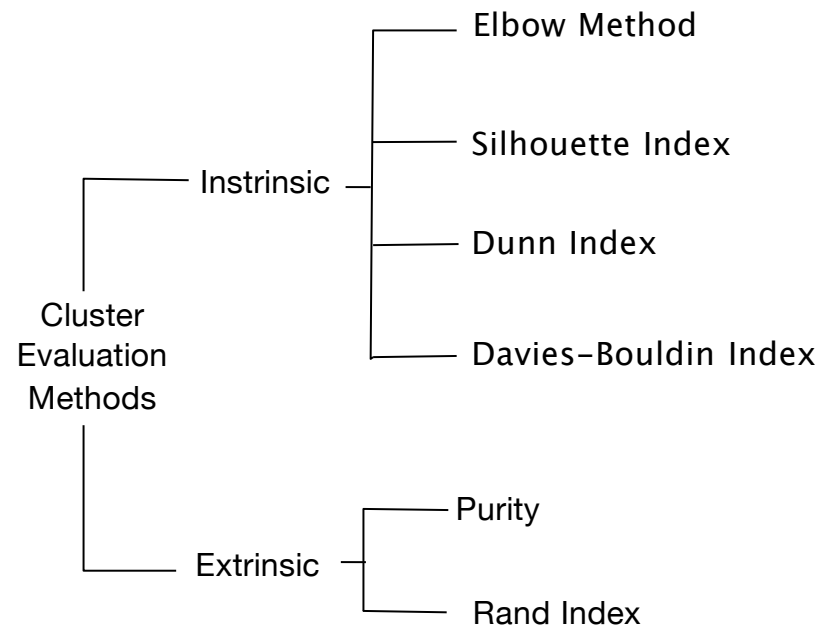 Elbow Method
Silhouette Index
Instrinsic
Dunn Index
Cluster
Evaluation
Methods
Davies-Bouldin Index
Purity
Extrinsic
Rand Index